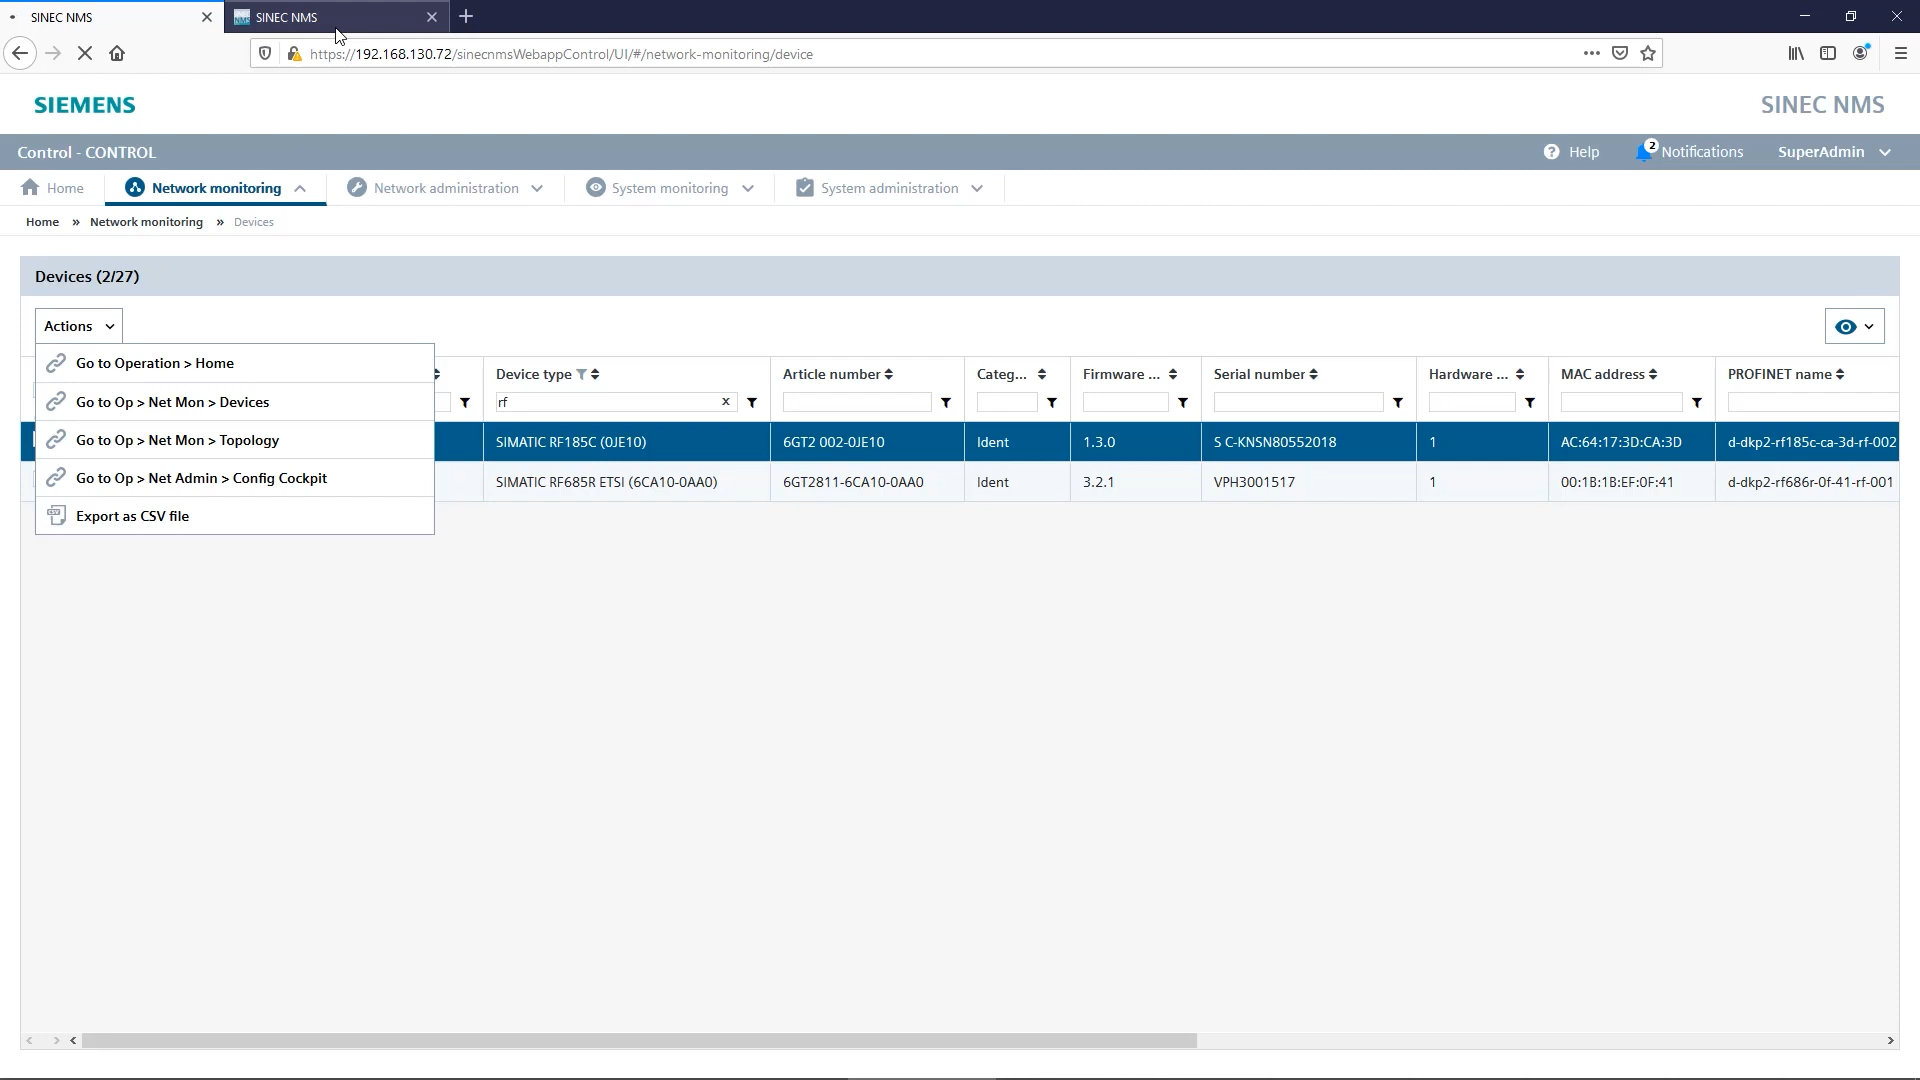 SINEC NMS
SINEC NMS
https://192.168.130.72/sinecnmsWebappControl/UI/#/network-monitoring/device
SIEMENS
SINEC NMS
Control - CONTROL
Help
2
Notifications
SuperAdmin
Home
Network monitoring
Network administration
System monitoring
System administration
Home » Network monitoring » Devices
Devices (2/27)
Actions
Go to Operation > Home
Go to Op > Net Mon > Devices
Go to Op > Net Mon > Topology
Go to Op > Net Admin > Config Cockpit
Export as CSV file
Device type Article number Categ... Firmware ... Serial number Hardware ... MAC address PROFINET name
rf x
SIMATIC RF185C (0JE10) 6GT2 002-0JE10 Ident 1.3.0 S C-KNSN80552018 1 AC:64:17:3D:CA:3D d-dkp2-rf185c-ca-3d-rf-002
SIMATIC RF685R ETSI (6CA10-0AA0) 6GT2811-6CA10-0AA0 Ident 3.2.1 VPH3001517 1 00:1B:1B:EF:0F:41 d-dkp2-rf686r-0f-41-rf-001